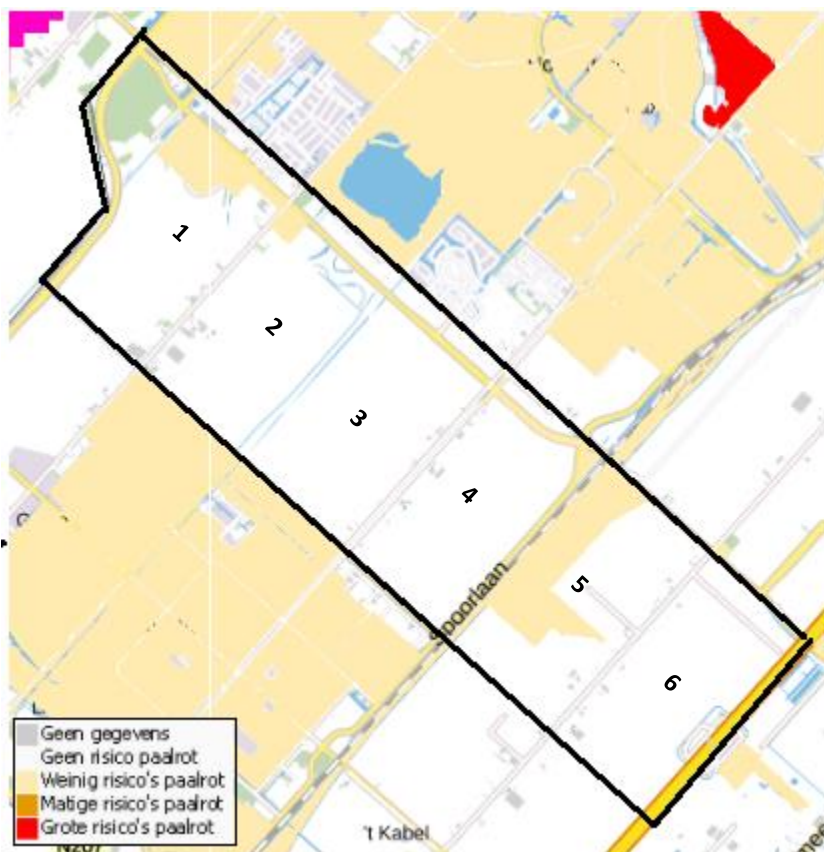 1
2
3
4
5
Spoorlaan
6
Geen gegevens
Geen risico paalrot
Weinig risico's paalrot
Matige risico's paalrot
Grote risico's paalrot
't Kabel